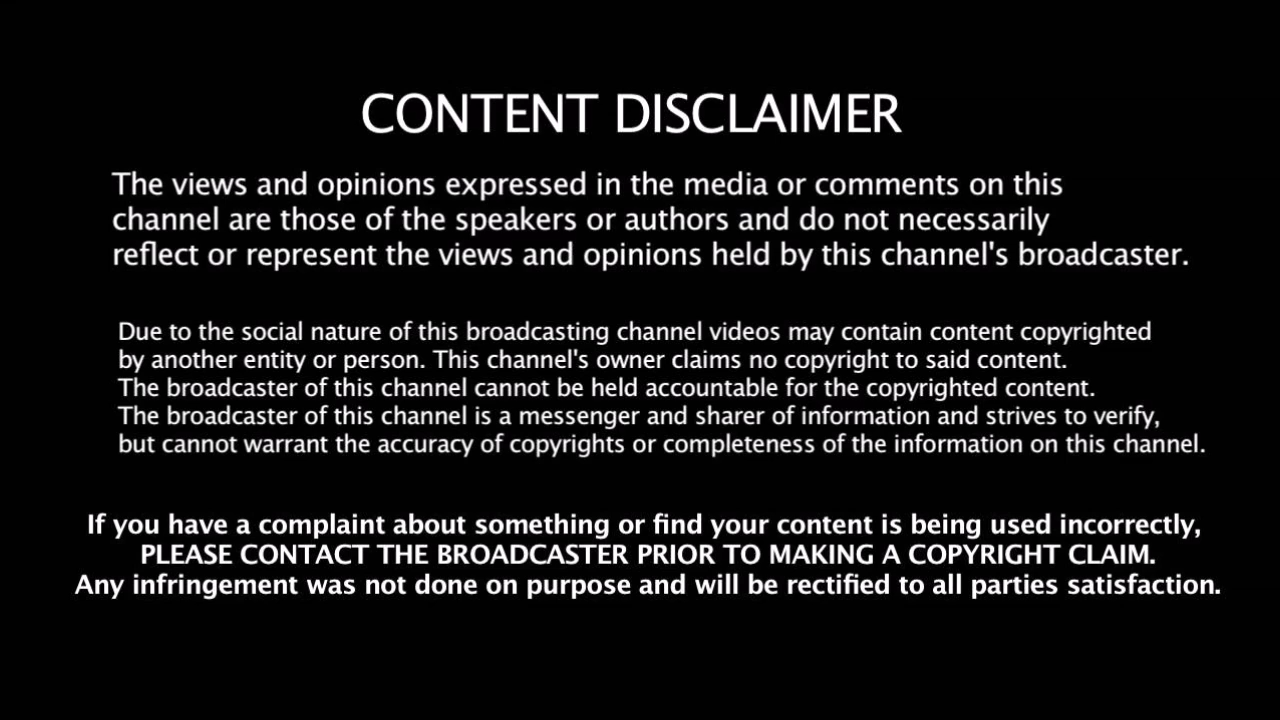 CONTENT DISCLAIMER
The views and opinions expressed in the media or comments on this
channel are those of the speakers or authors and do not necessarily
reflect or represent the views and opinions held by this channel's broadcaster.
Due to the social nature of this broadcasting channel videos may contain content copyrighted
by another entity or person. This channel's owner claims no copyright to said content.
The broadcaster of this channel cannot be held accountable for the copyrighted content.
The broadcaster of this channel is a messenger and sharer of information and strives to verify,
but cannot warrant the accuracy of copyrights or completeness of the information on this channel.
If you have a complaint about something or find your content is being used incorrectly,
PLEASE CONTACT THE BROADCASTER PRIOR TO MAKING A COPYRIGHT CLAIM.
Any infringement was not done on purpose and will be rectified to all parties satisfaction.